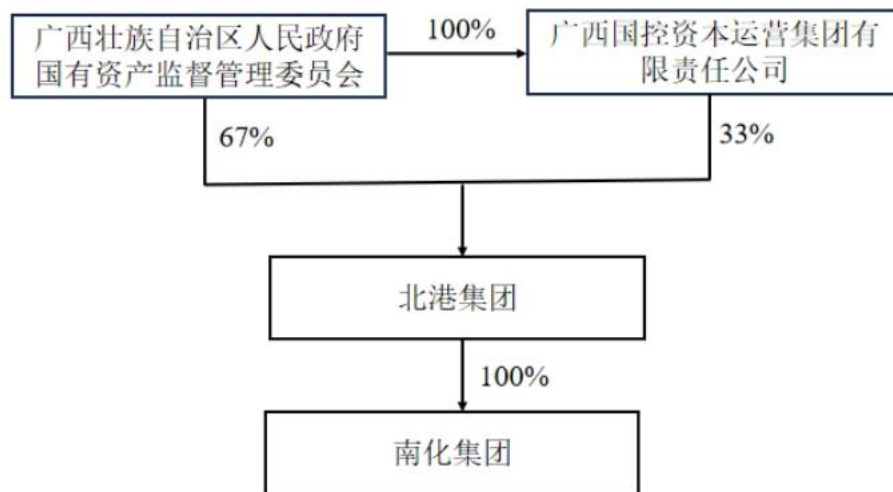 广西壮族自治区人民政府
国有资产监督管理委员会
100%
广西国控资本运营集团有
限责任公司
67%
33%
北港集团
100%
南化集团